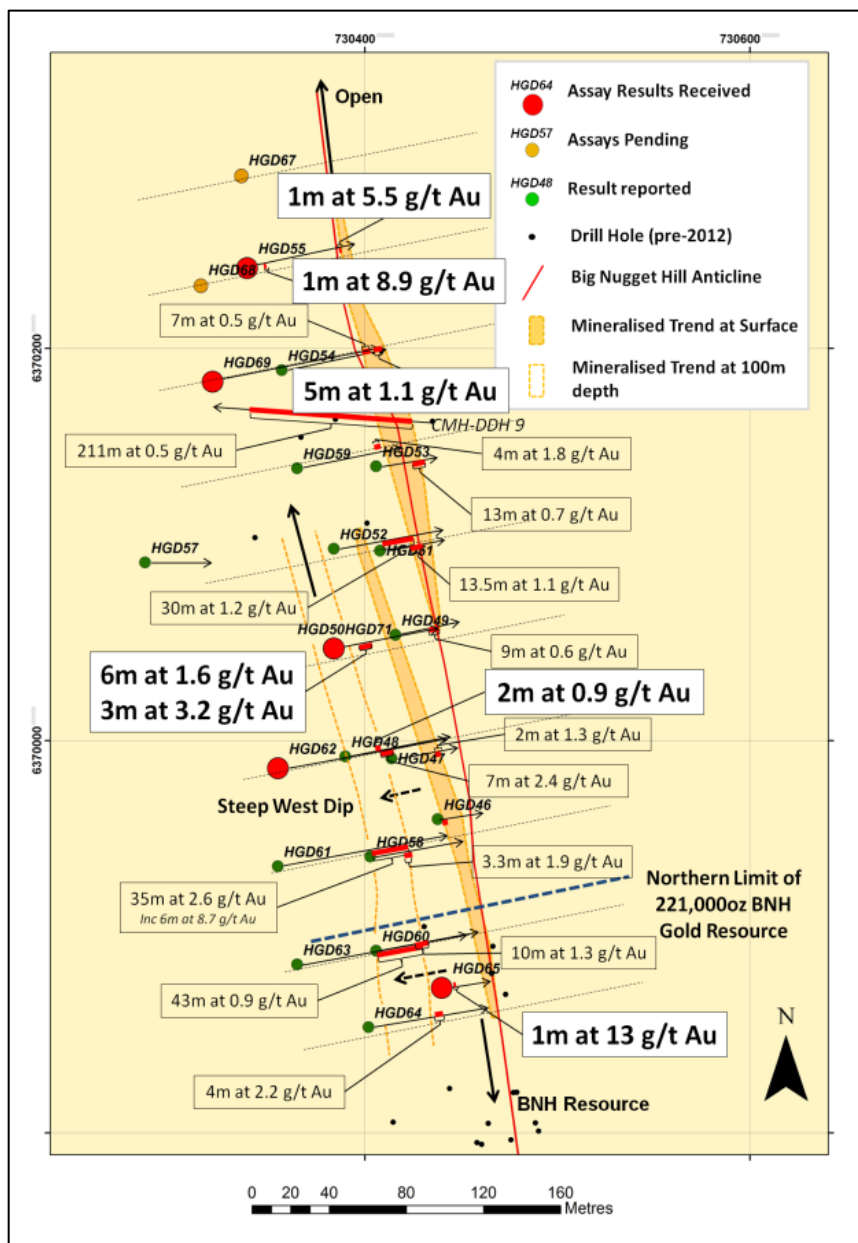 730400
730600
Open
HGD64
Assay Results Received
HGD57
Assays Pending
HGD48
Result reported
Drill Hole (pre-2012)
Big Nugget Hill Anticline
Mineralised Trend at Surface
Mineralised Trend at 100m
depth
HGD67
1m at 5.5 g/t Au
HGD55
HGD68
1m at 8.9 g/t Au
7m at 0.5 g/t Au
6370200
HGD69
HGD54
5m at 1.1 g/t Au
CMH-DDH 9
211m at 0.5 g/t Au
HGD59
HGD53
4m at 1.8 g/t Au
13m at 0.7 g/t Au
HGD52
HGD57
HGD51
13.5m at 1.1 g/t Au
30m at 1.2 g/t Au
HGD49
HGD50HGD71
9m at 0.6 g/t Au
6m at 1.6 g/t Au
3m at 3.2 g/t Au
2m at 0.9 g/t Au
6370000
HGD62
HGD48
HGD47
2m at 1.3 g/t Au
7m at 2.4 g/t Au
Steep West Dip
HGD46
HGD61
HGD58
3.3m at 1.9 g/t Au
35m at 2.6 g/t Au
Inc 6m at 8.7 g/t Au
Northern Limit of
221,000oz BNH
Gold Resource
HGD63
HGD60
10m at 1.3 g/t Au
HGD65
43m at 0.9 g/t Au
HGD64
1m at 13 g/t Au
4m at 2.2 g/t Au
BNH Resource
N
0 20 40 80 120 160
Metres